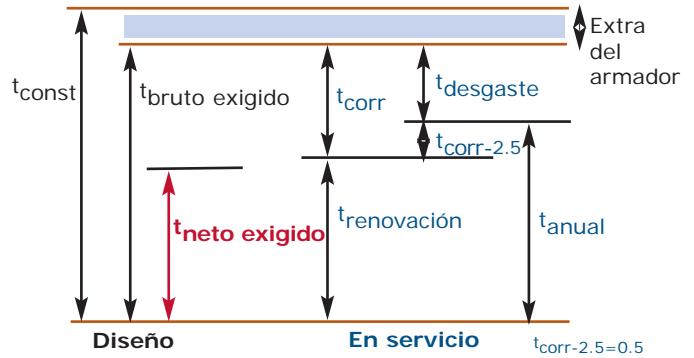 Extra
del
armador
tconst
tbruto exigido
tcorr
tdesgaste
tcorr-2.5
tneto exigido
trenovación
tanual
Diseño
En servicio
tcorr-2.5=0.5